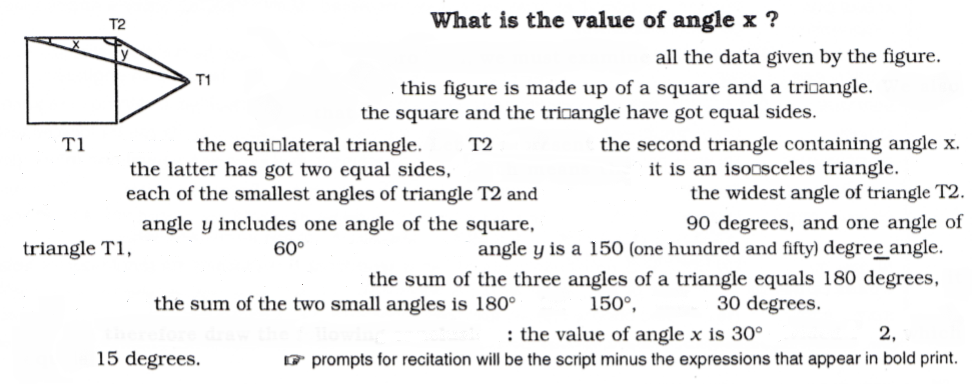 What is the value of angle x ?
T2
x
y
T1
all the data given by the figure.
. this figure is made up of a square and a tri□angle.
the square and the tri□angle have got equal sides.
T1 the equi□lateral triangle. T2 the second triangle containing angle x.
the latter has got two equal sides, it is an iso□sceles triangle.
each of the smallest angles of triangle T2 and the widest angle of triangle T2.
angle y includes one angle of the square, 90 degrees, and one angle of
triangle T1, 60° angle y is a 150 (one hundred and fifty) degree angle.
the sum of the three angles of a triangle equals 180 degrees,
the sum of the two small angles is 180° 150°, 30 degrees.
: the value of angle x is 30° 2,
15 degrees. ☞ prompts for recitation will be the script minus the expressions that appear in bold print.